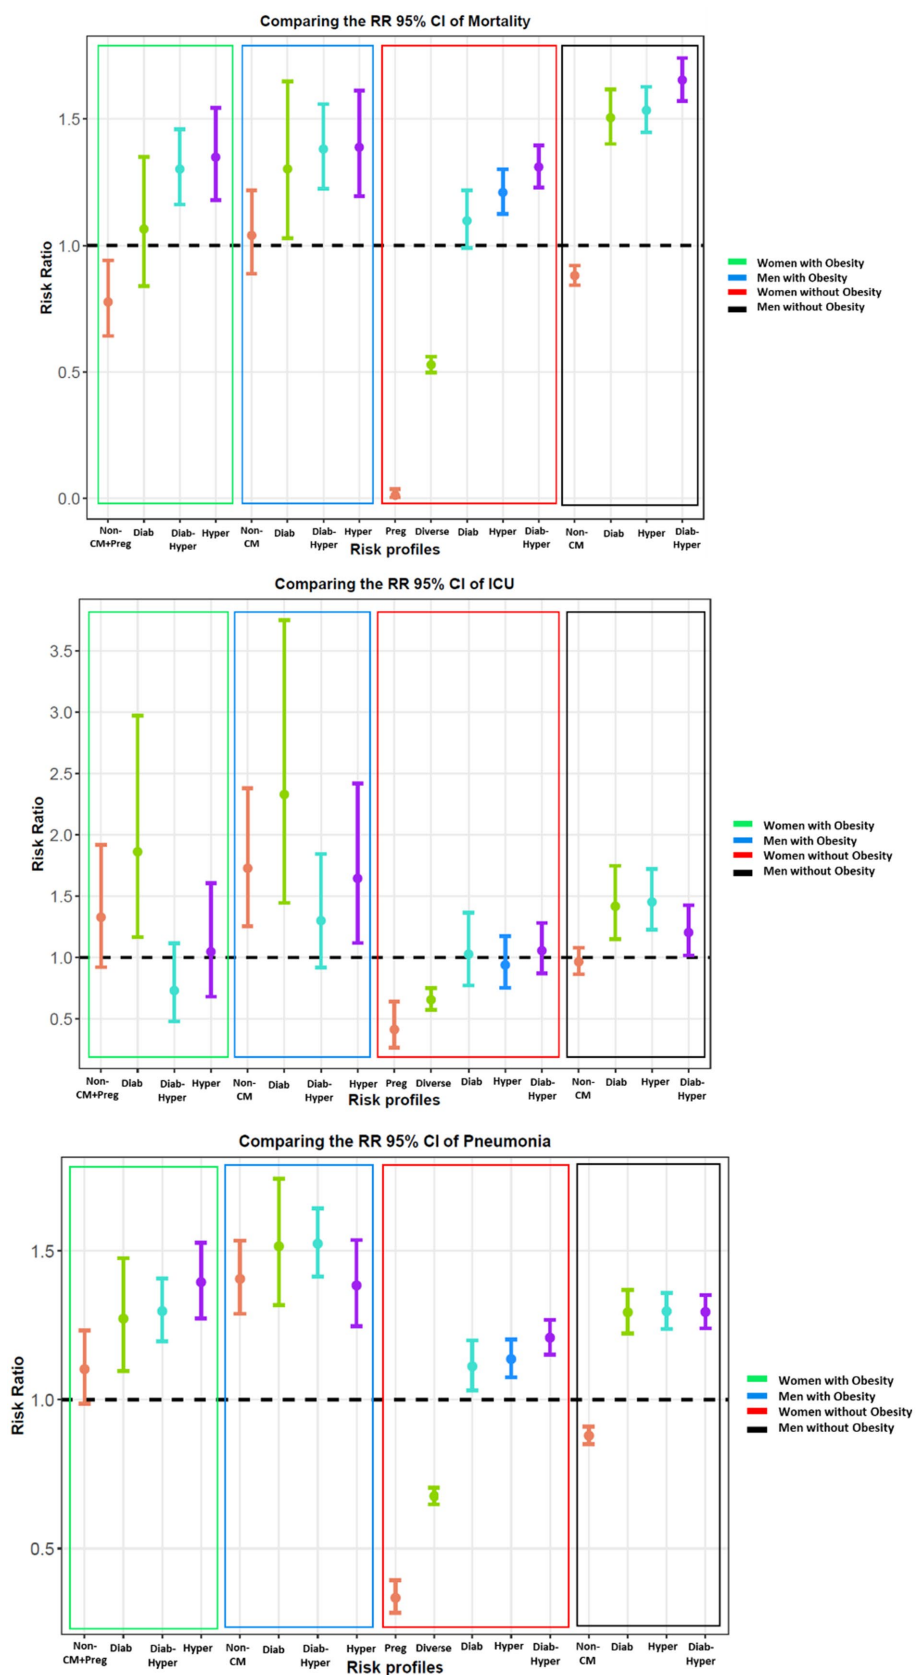 Comparing the RR 95% CI of Mortality
Risk Ratio
1.5
1.0
0.5
0.0
Non-CM+Preg
Diab
Diab-Hyper
Hyper
Non-CM
Diab
Diab-Hyper
Hyper
Preg
Diverse
Diab
Hyper
Diab-Hyper
Non-CM
Diab
Hyper
Diab-Hyper
Risk profiles
Women with Obesity
Men with Obesity
Women without Obesity
Men without Obesity
Comparing the RR 95% CI of ICU
Risk Ratio
3.5
3.0
2.5
2.0
1.5
1.0
0.5
Non-CM+Preg
Diab
Diab-Hyper
Hyper
Non-CM
Diab
Diab-Hyper
Hyper
Preg
Diverse
Diab
Hyper
Diab-Hyper
Non-CM
Diab
Hyper
Diab-Hyper
Risk profiles
Women with Obesity
Men with Obesity
Women without Obesity
Men without Obesity
Comparing the RR 95% CI of Pneumonia
Risk Ratio
1.5
1.0
0.5
Non-CM+Preg
Diab
Diab-Hyper
Hyper
Non-CM
Diab
Diab-Hyper
Hyper
Preg
Diverse
Diab
Hyper
Diab-Hyper
Non-CM
Diab
Hyper
Diab-Hyper
Risk profiles
Women with Obesity
Men with Obesity
Women without Obesity
Men without Obesity